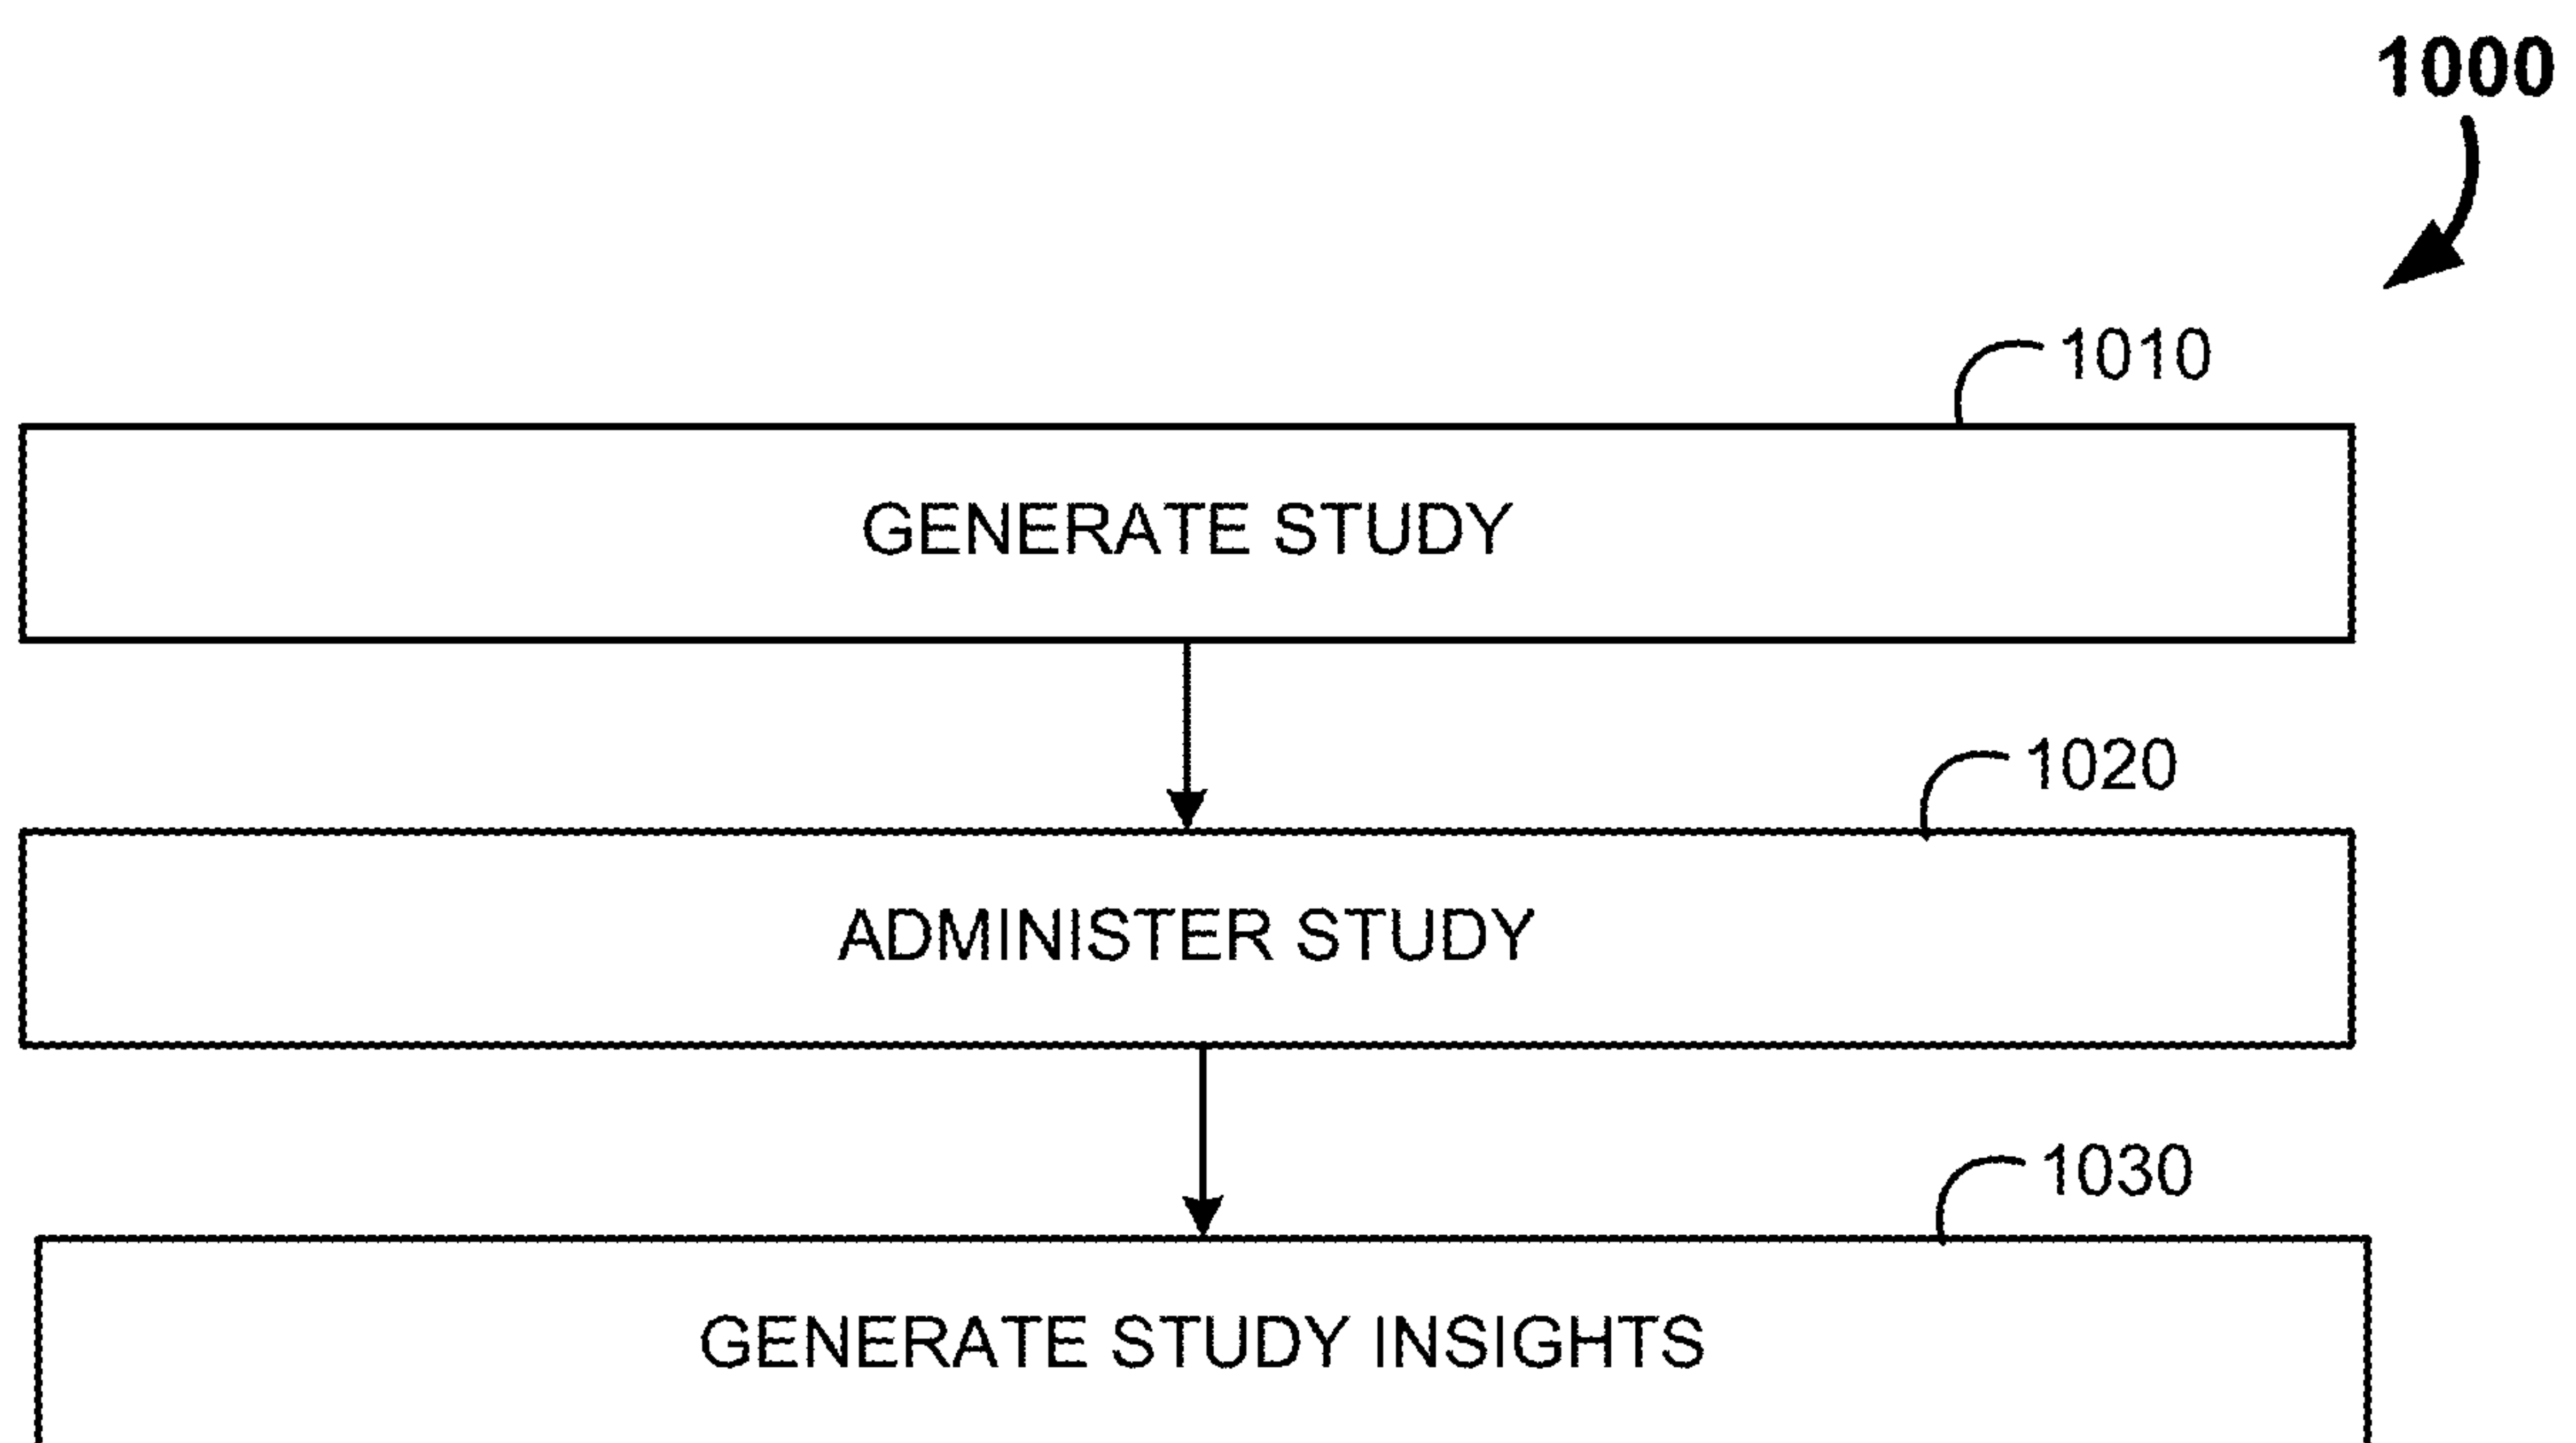 1000
1010
GENERATE STUDY
1020
ADMINISTER STUDY
1030
GENERATE STUDY INSIGHTS